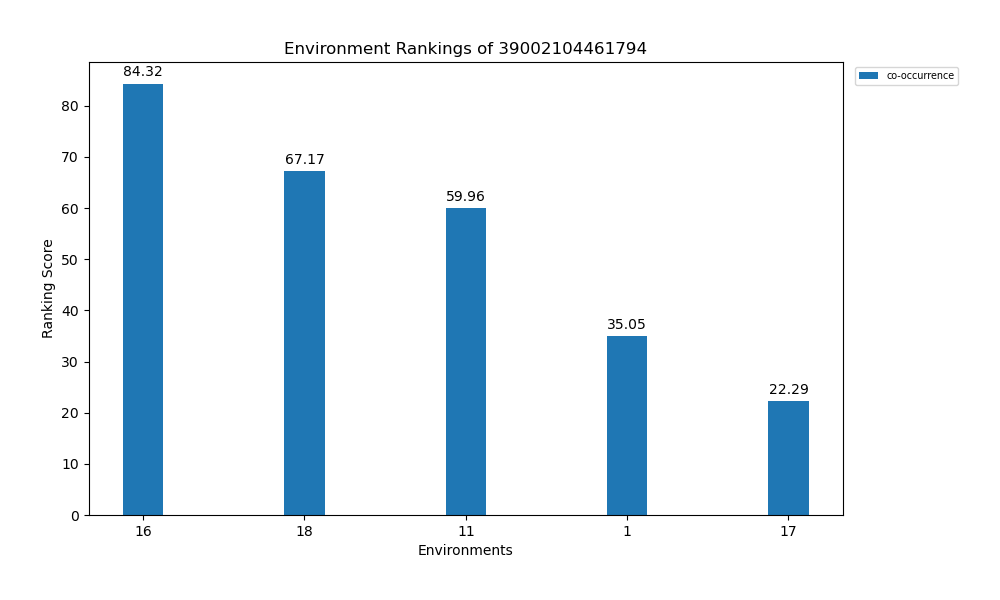 Environment Rankings of 39002104461794
co-occurrence
84.32
67.17
59.96
35.05
22.29
Ranking Score
80
70
60
50
40
30
20
10
0
16 18 11 1 17
Environments